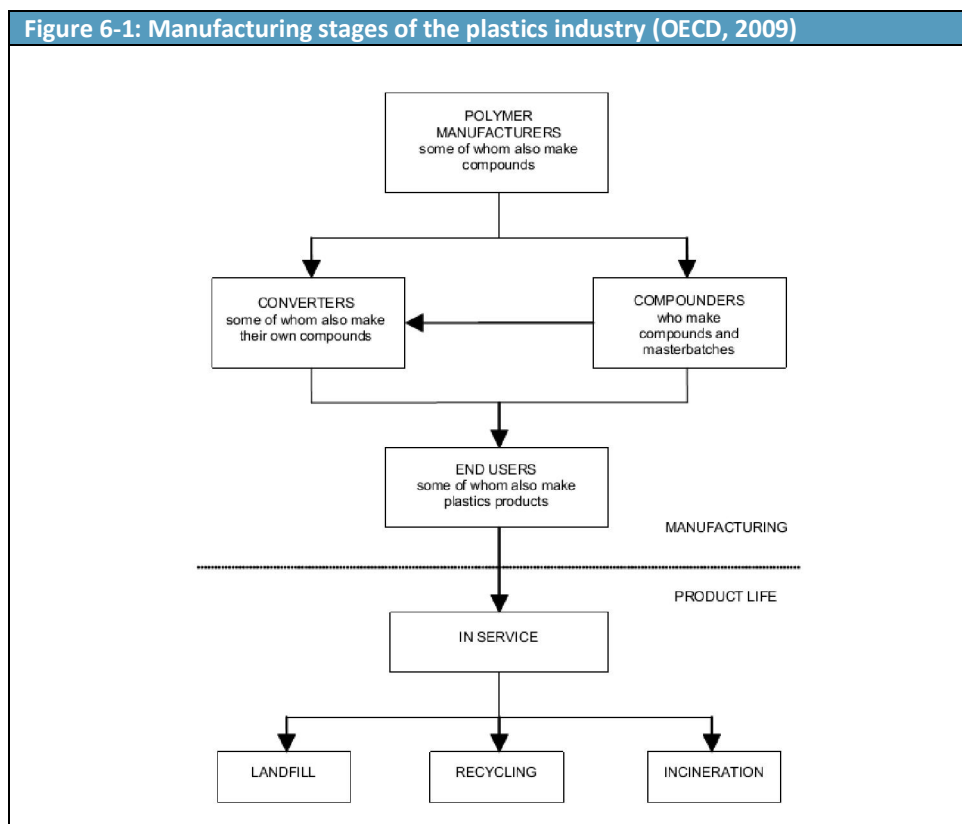 Figure 6-1: Manufacturing stages of the plastics industry (OECD, 2009)
POLYMER
MANUFACTURERS
some of whom also make
compounds
CONVERTERS
some of whom also make
their own compounds
COMPOUNDERS
who make
compounds and
masterbatches
END USERS
some of whom also make
plastics products
MANUFACTURING
PRODUCT LIFE
IN SERVICE
LANDFILL
RECYCLING
INCINERATION